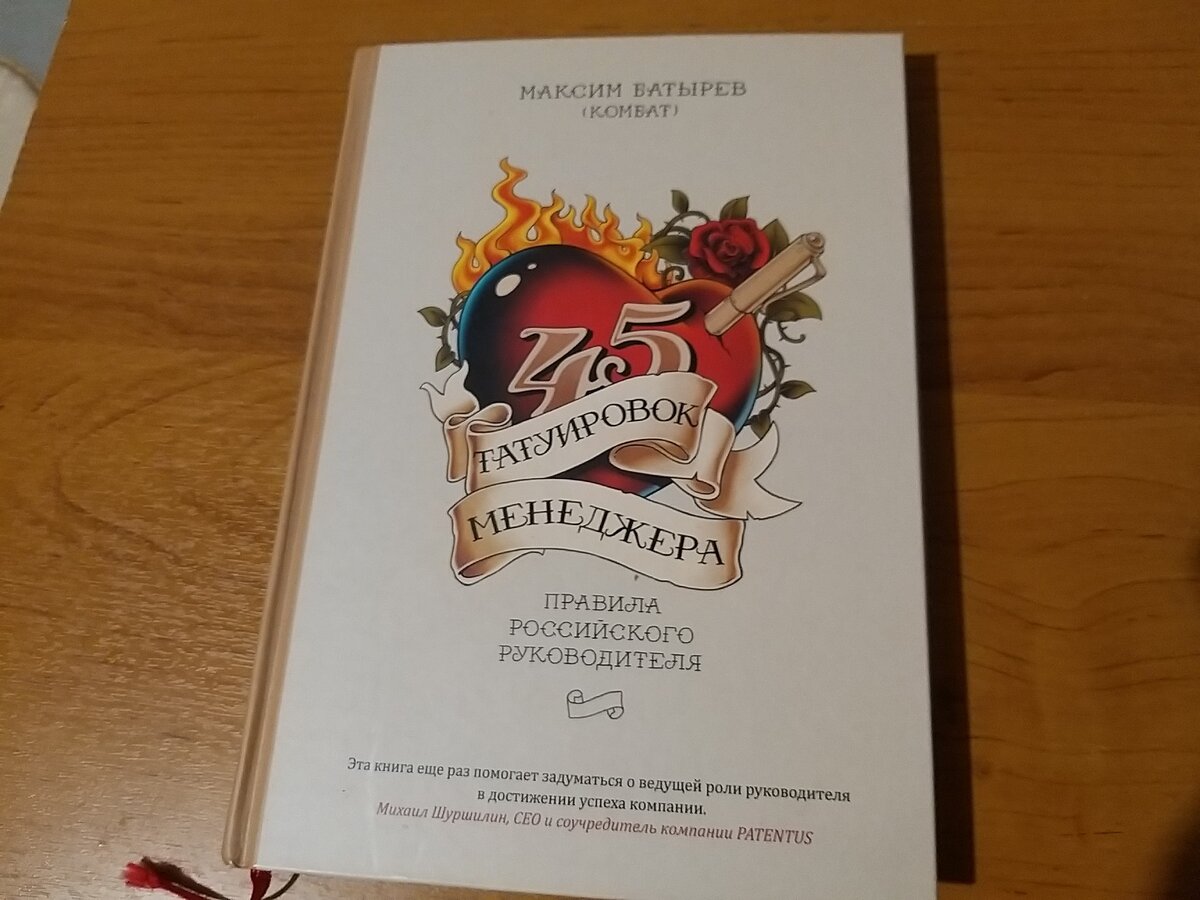 МАКСИМ БАТЫРЕВ
(КОМБАТ)
45
ТАТУИРОВОК
МЕНЕДЖЕРА
ПРАВИЛА
РОССИЙСКОГО
РУКОВОДИТЕЛЯ
Эта книга еще раз помогает задуматься о ведущей роли руководителя
в достижении успеха компании.
Михаил Шуршилин, CEO и соучредитель компании PATENTUS